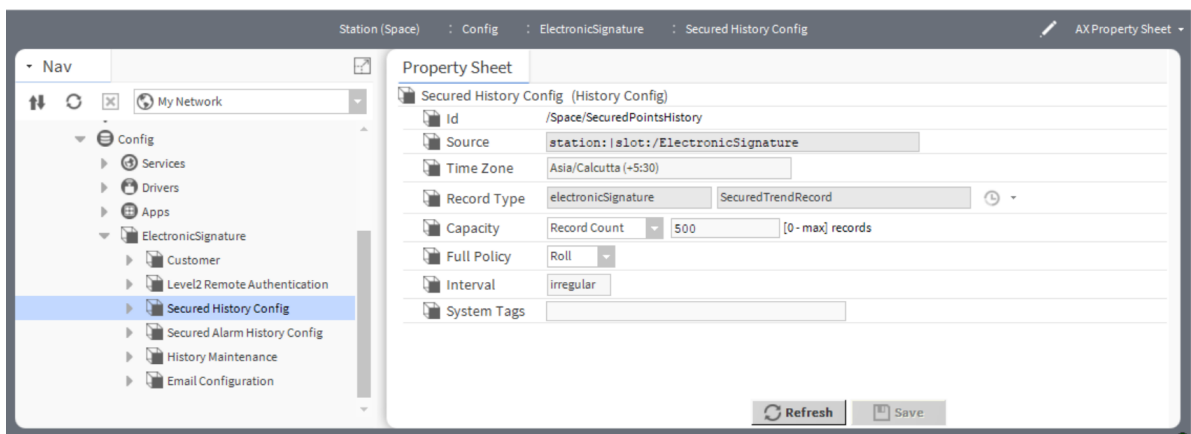 Station (Space) : Config : ElectronicSignature : Secured History Config AX Property Sheet
Nav
My Network
Config
Services
Drivers
Apps
ElectronicSignature
Customer
Level2 Remote Authentication
Secured History Config
Secured Alarm History Config
History Maintenance
Email Configuration
Property Sheet
Secured History Config (History Config)
Id /Space/SecuredPointsHistory
Source station:|slot:/ElectronicSignature
Time Zone Asia/Calcutta (+5:30)
Record Type electronicSignature SecuredTrendRecord
Capacity Record Count 500 [0 - max] records
Full Policy Roll
Interval irregular
System Tags
Refresh Save